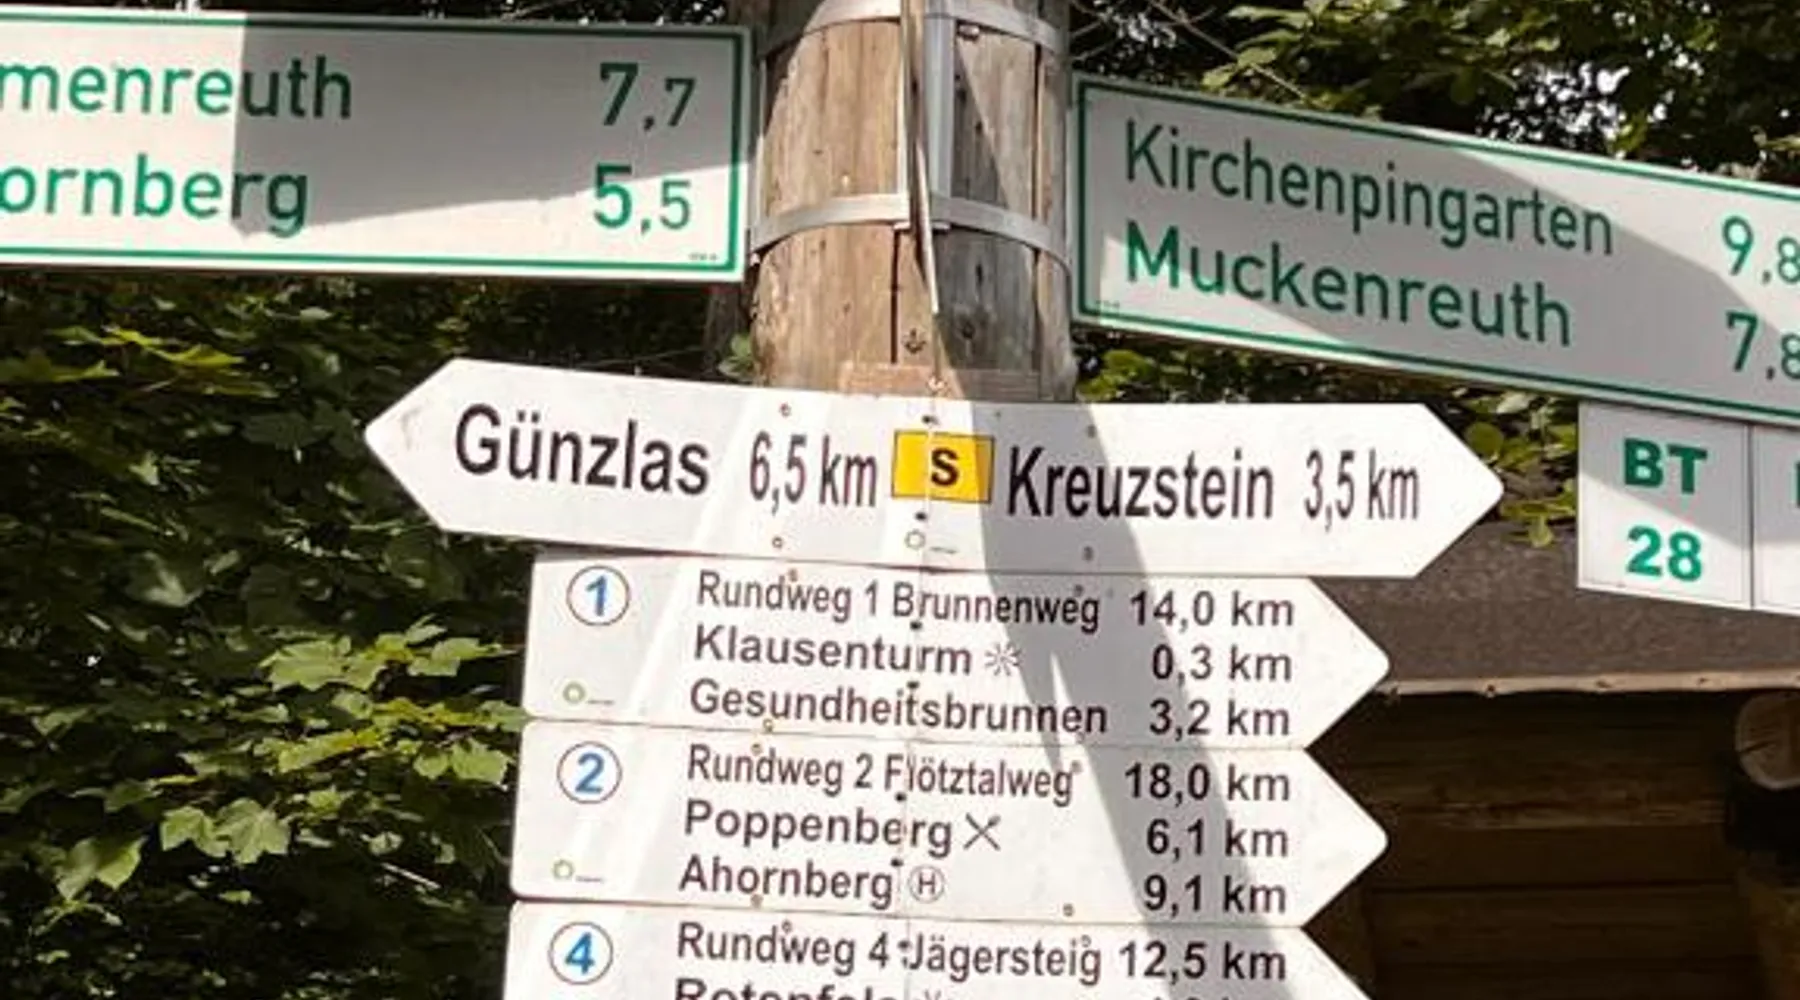 menreuth 7,7
ornberg 5,5
Kirchenpingarten 9,8
Muckenreuth 7,8
Günzlas 6,5 km S Kreuzstein 3,5 km
BT
28
1 Rundweg 1 Brunnenweg 14,0 km
Klausenturm 0,3 km
Gesundheitsbrunnen 3,2 km
2 Rundweg 2 Flötztalweg 18,0 km
Poppenberg 6,1 km
Ahornberg H 9,1 km
4 Rundweg 4 Jägersteig 12,5 km